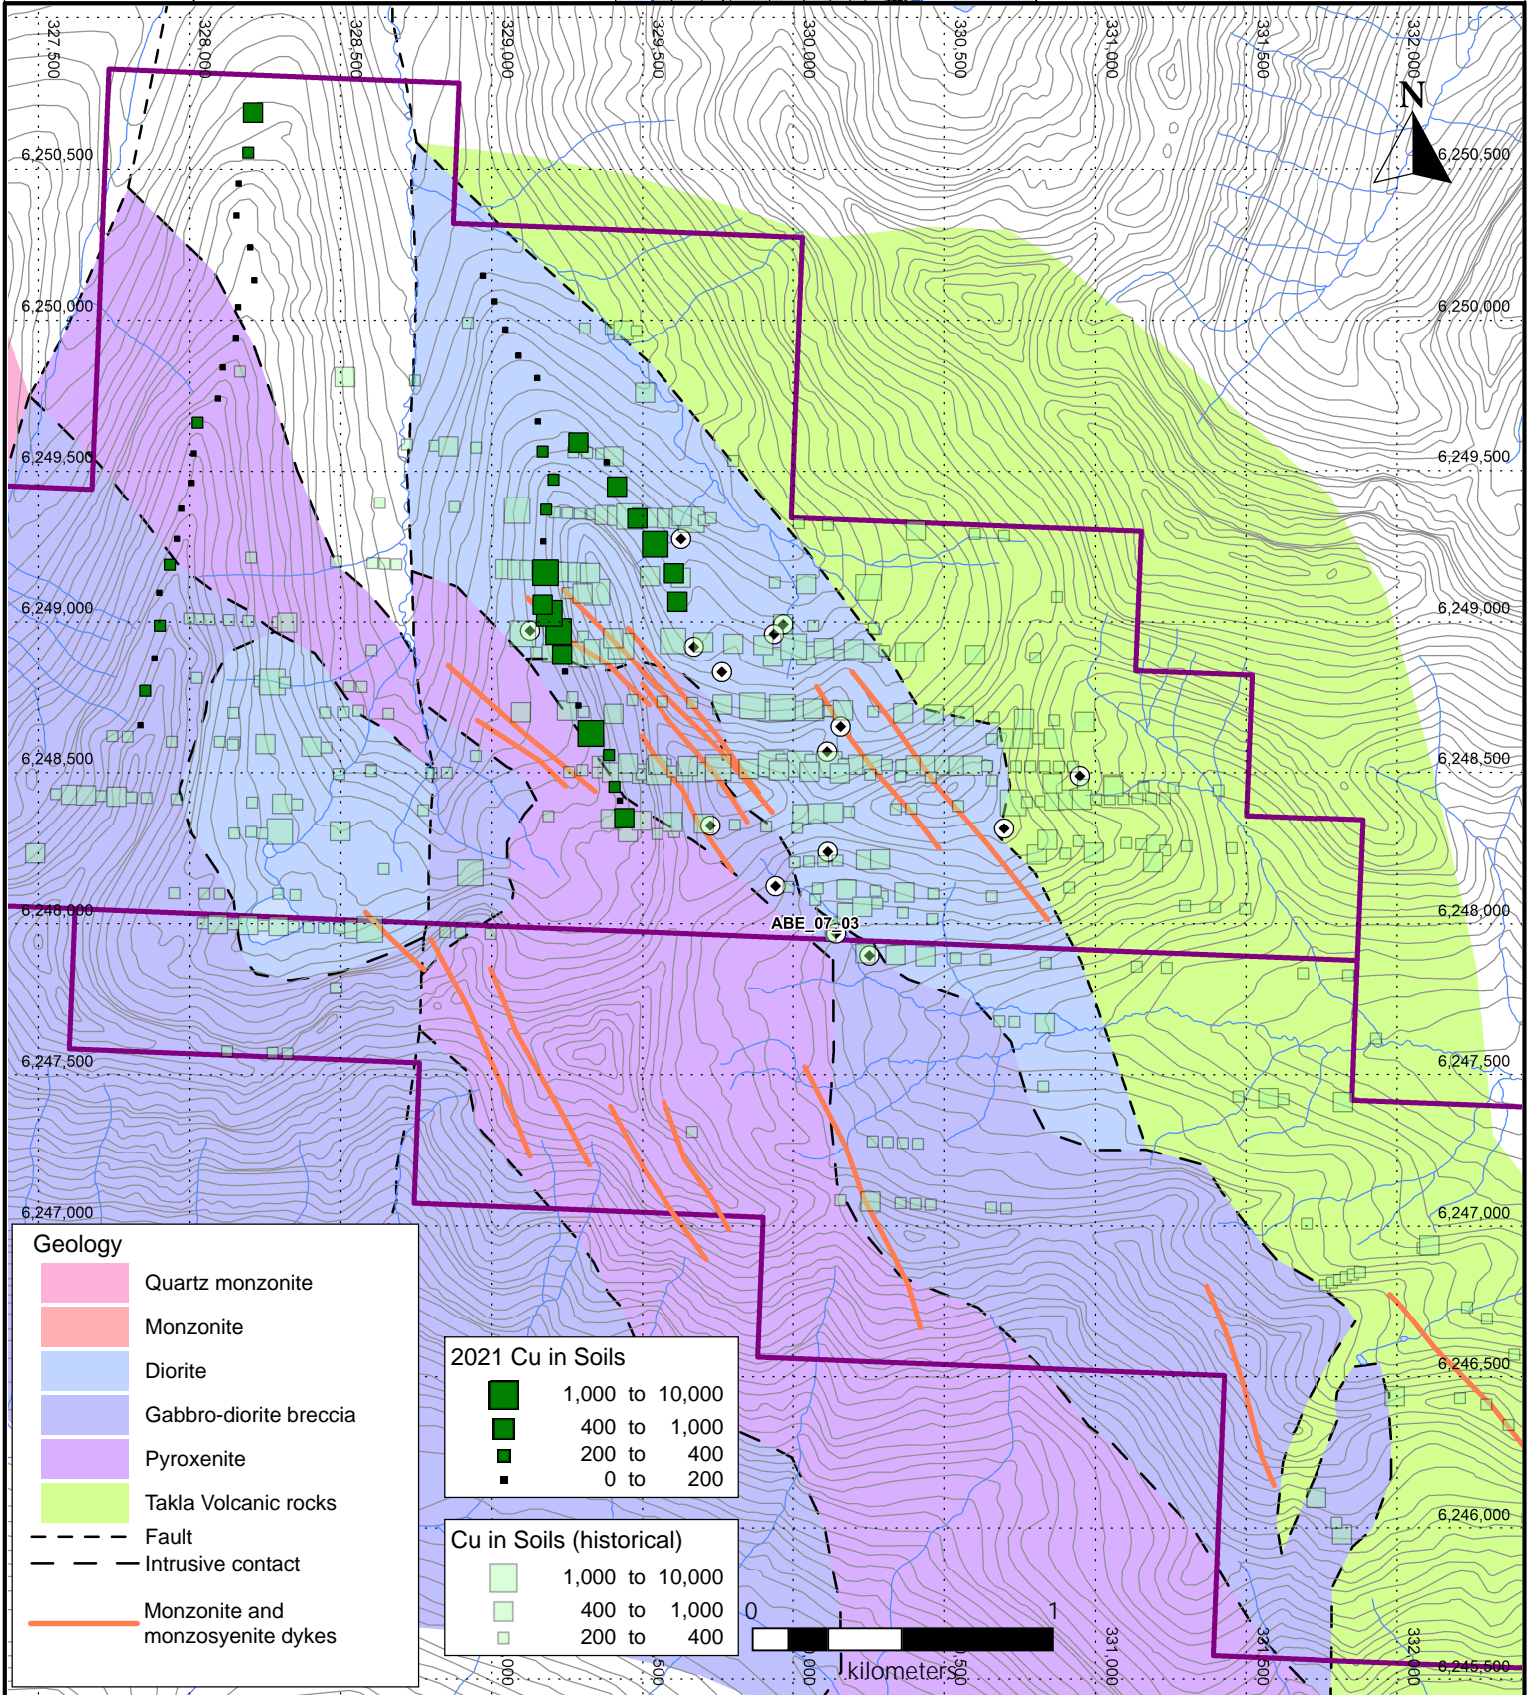 327,500
328,000
328,500
329,000
329,500
330,000
330,500
331,000
331,500
332,000
N
6,250,500
6,250,500
6,250,000
6,250,000
6,249,500
6,249,500
6,249,000
6,249,000
6,248,500
6,248,500
6,248,000
6,248,000
ABE_07_03
6,247,500
6,247,500
6,247,000
6,247,000
6,246,500
6,246,000
6,245,500
Geology
Quartz monzonite
Monzonite
Diorite
Gabbro-diorite breccia
Pyroxenite
Takla Volcanic rocks
Fault
Intrusive contact
Monzonite and
monzosyenite dykes
2021 Cu in Soils
1,000 to 10,000
400 to 1,000
200 to 400
0 to 200
Cu in Soils (historical)
1,000 to 10,000
400 to 1,000
200 to 400
0 1
kilometers
331,000
331,500
332,000